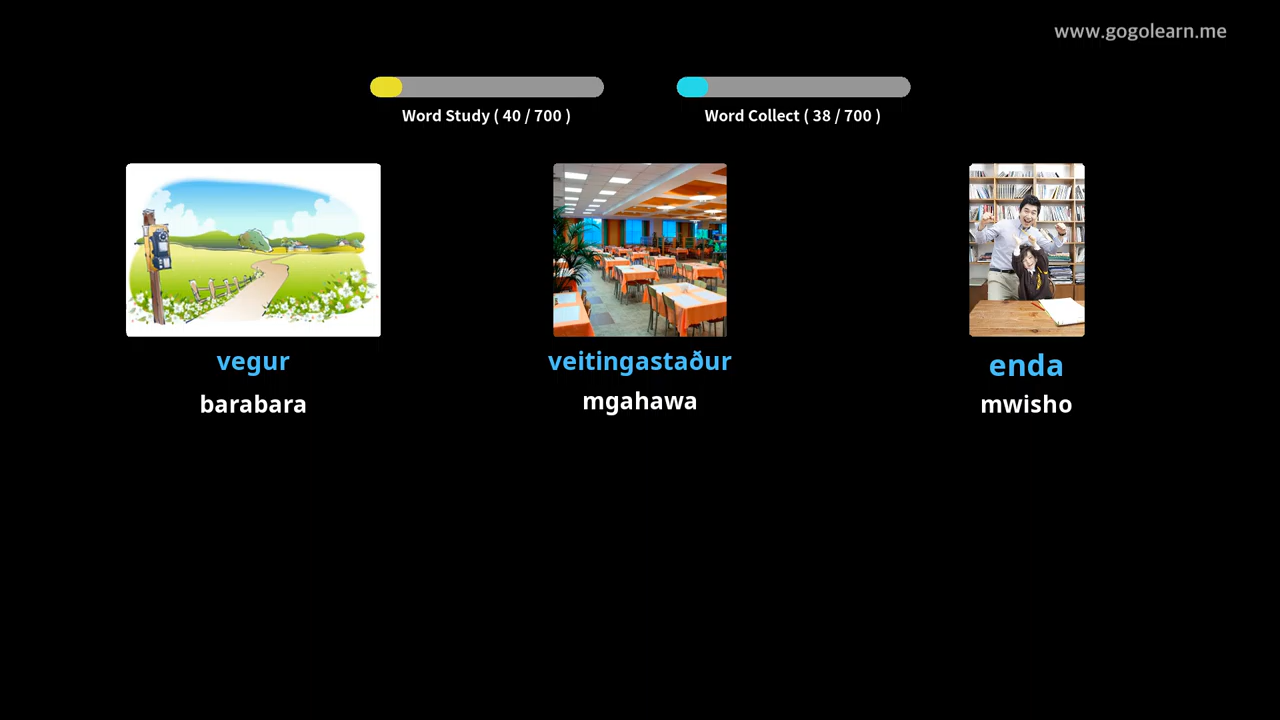 www.gogolearn.me
Word Study ( 40 / 700 )
Word Collect ( 38 / 700 )
vegur
barabara
veitingastaður
mgahawa
enda
mwisho